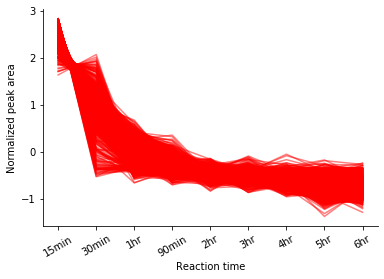 Normalized peak area
3
2
1
0
−1
15min
30min
1hr
90min
2hr
3hr
4hr
5hr
6hr
Reaction time